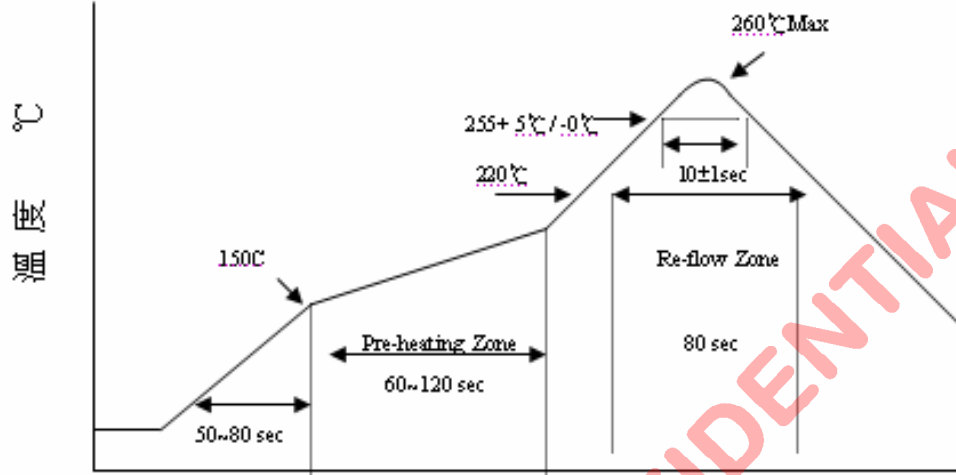 260℃Max
255+ 5℃ / -0℃
10±1sec
220℃
150C
Re-flow Zone
80 sec
Pre-heating Zone
60~120 sec
50~80 sec
温度 ℃